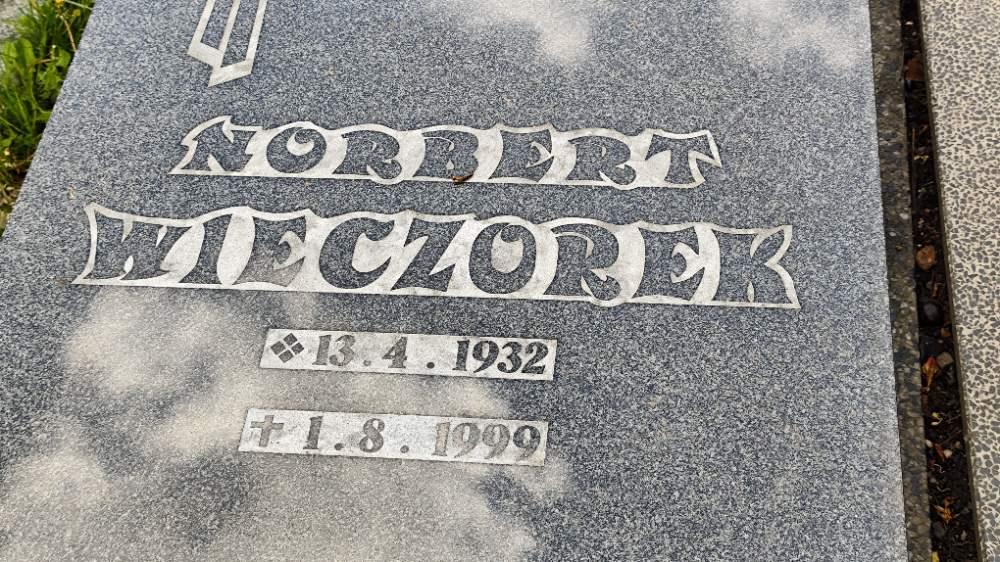 NORBERT
WIECZOREK
❖ 13.4.1932
✝ 1.8.1999